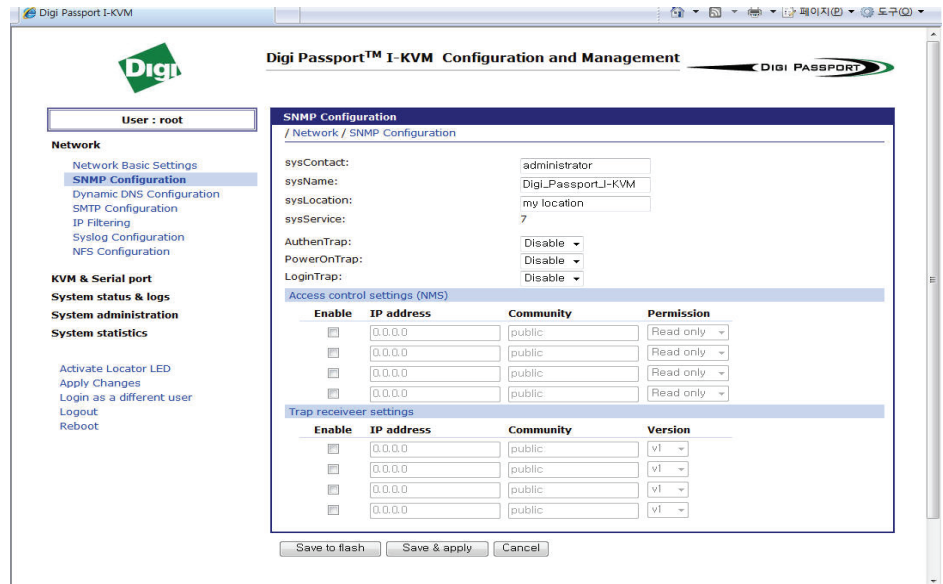 Digi Passport I-KVM
페이지(P) 도구(O)
Digi
Digi Passport™ I-KVM Configuration and Management
DIGI PASSPORT
User : root
Network
Network Basic Settings
SNMP Configuration
Dynamic DNS Configuration
SMTP Configuration
IP Filtering
Syslog Configuration
NFS Configuration
KVM & Serial port
System status & logs
System administration
System statistics
Activate Locator LED
Apply Changes
Login as a different user
Logout
Reboot
SNMP Configuration
/ Network / SNMP Configuration
sysContact: administrator
sysName: Digi_Passport_I-KVM
sysLocation: my location
sysService: 7
AuthenTrap: Disable
PowerOnTrap: Disable
LoginTrap: Disable
Access control settings (NMS)
Enable IP address Community Permission
0.0.0.0 public Read only
0.0.0.0 public Read only
0.0.0.0 public Read only
0.0.0.0 public Read only
Trap receiveer settings
Enable IP address Community Version
0.0.0.0 public v1
0.0.0.0 public v1
0.0.0.0 public v1
0.0.0.0 public v1
Save to flash Save & apply Cancel